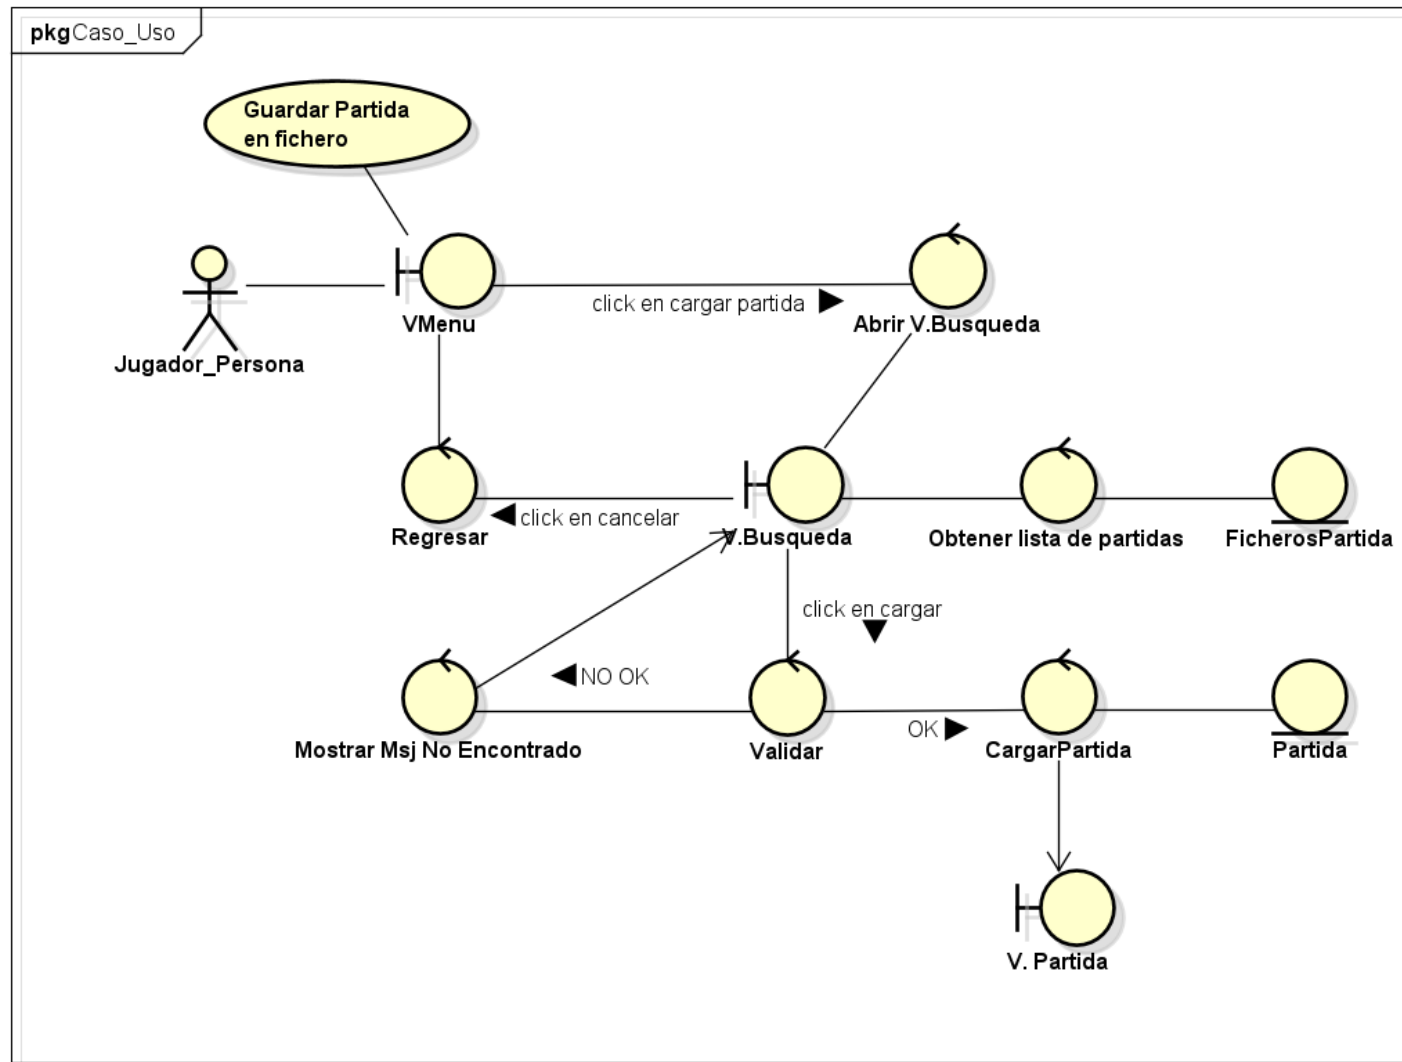 pkgCaso_Uso
Guardar Partida
en fichero
VMenu
click en cargar partida
Abrir V.Busqueda
Jugador_Persona
Regresar
click en cancelar
V.Busqueda
Obtener lista de partidas
FicherosPartida
click en cargar
NO OK
OK
Mostrar Msj No Encontrado
Validar
CargarPartida
Partida
V. Partida